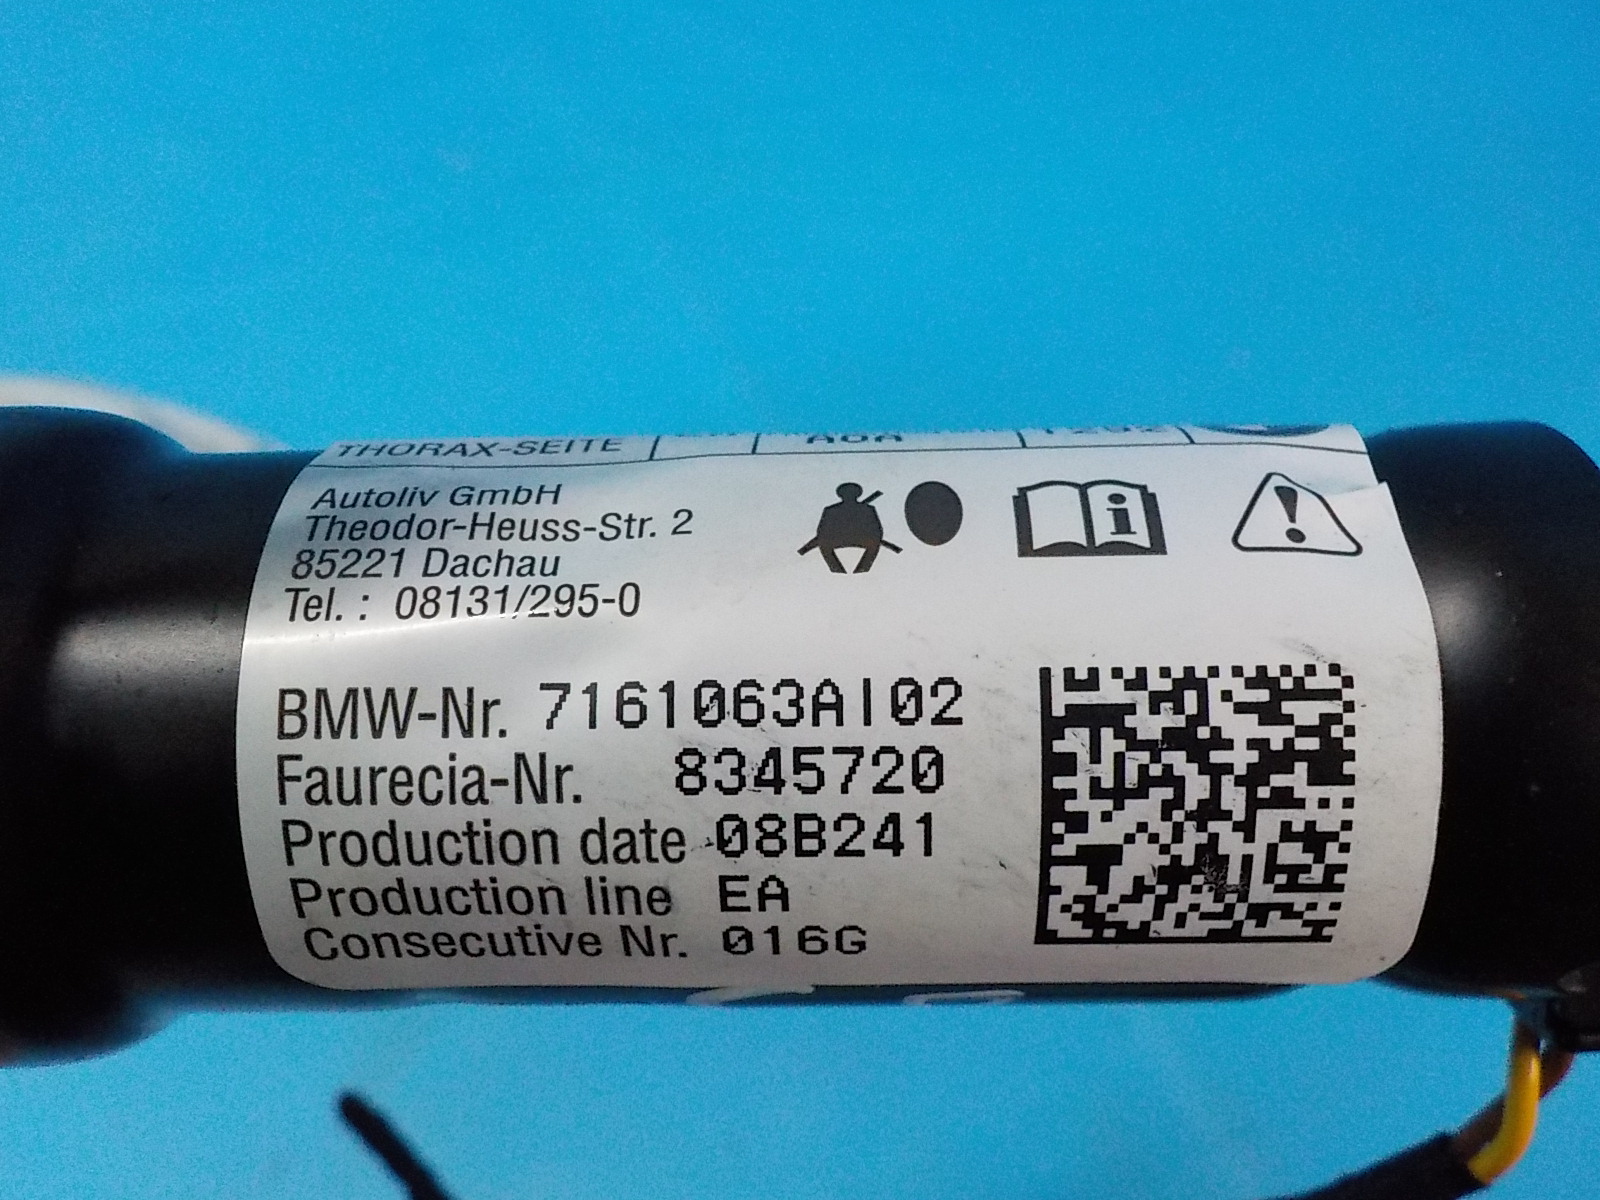 THORAX-SEITE
Autoliv GmbH
Theodor-Heuss-Str. 2
85221 Dachau
Tel. : 08131/295-0
BMW-Nr. 7161063AI02
Faurecia-Nr. 8345720
Production date 08B241
Production line EA
Consecutive Nr. 016G